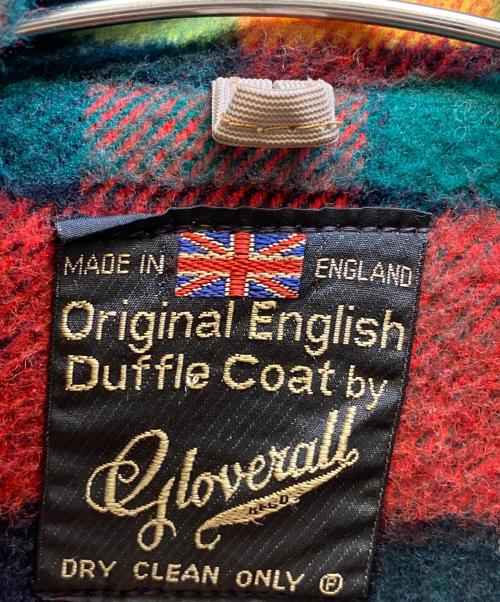 MADE IN ENGLAND
Original English
Duffle Coat by
Gloverall
REGD
DRY CLEAN ONLY Ⓟ